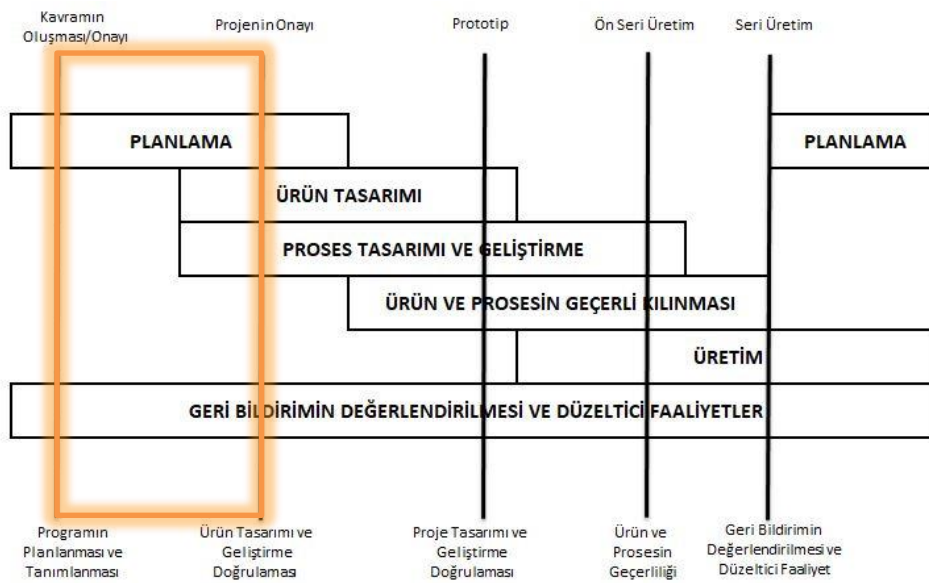 Kavramın
Oluşması/Onayı
Projenin Onayı
Prototip
Ön Seri Üretim
Seri Üretim
PLANLAMA
PLANLAMA
ÜRÜN TASARIMI
PROSES TASARIMI VE GELİŞTİRME
ÜRÜN VE PROSESİN GEÇERLİ KILINMASI
ÜRETİM
GERİ BİLDİRİMİN DEĞERLENDİRİLMESİ VE DÜZELTİCİ FAALİYETLER
Programın
Planlanması ve
Tanımlanması
Ürün Tasarımı ve
Geliştirme
Doğrulaması
Proje Tasarımı ve
Geliştirme
Doğrulaması
Ürün ve
Prosesin
Geçerliliği
Geri Bildirimin
Değerlendirilmesi ve
Düzeltici Faaliyet